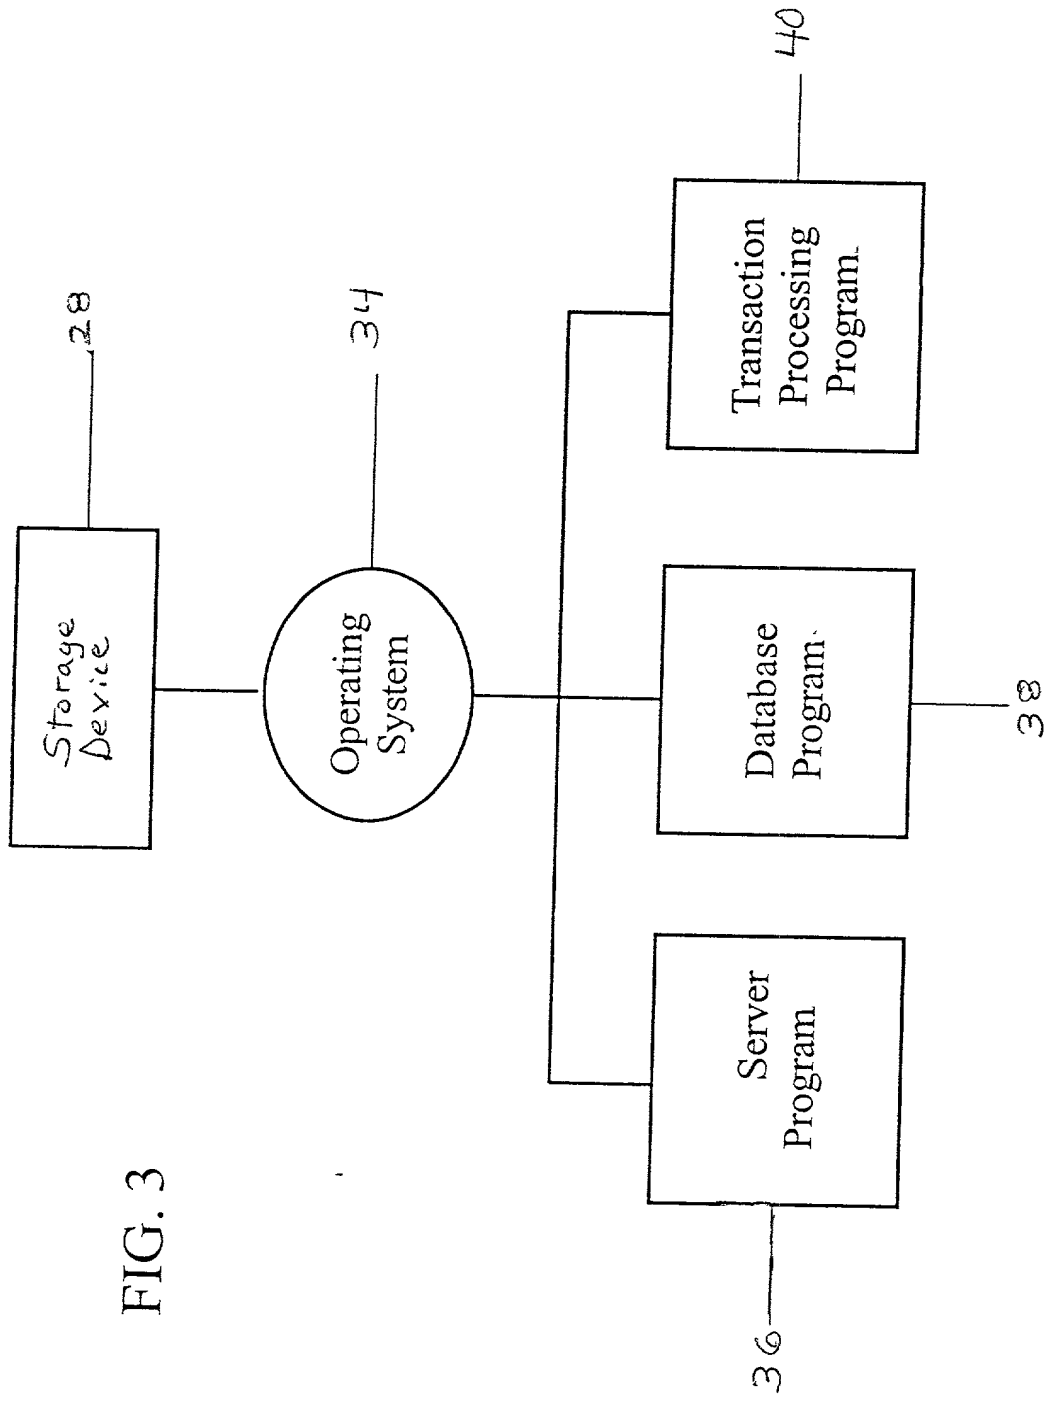 FIG. 3
Storage
Device
28
Operating
System
34
Server
Program
36
Database
Program
38
Transaction
Processing
Program
40